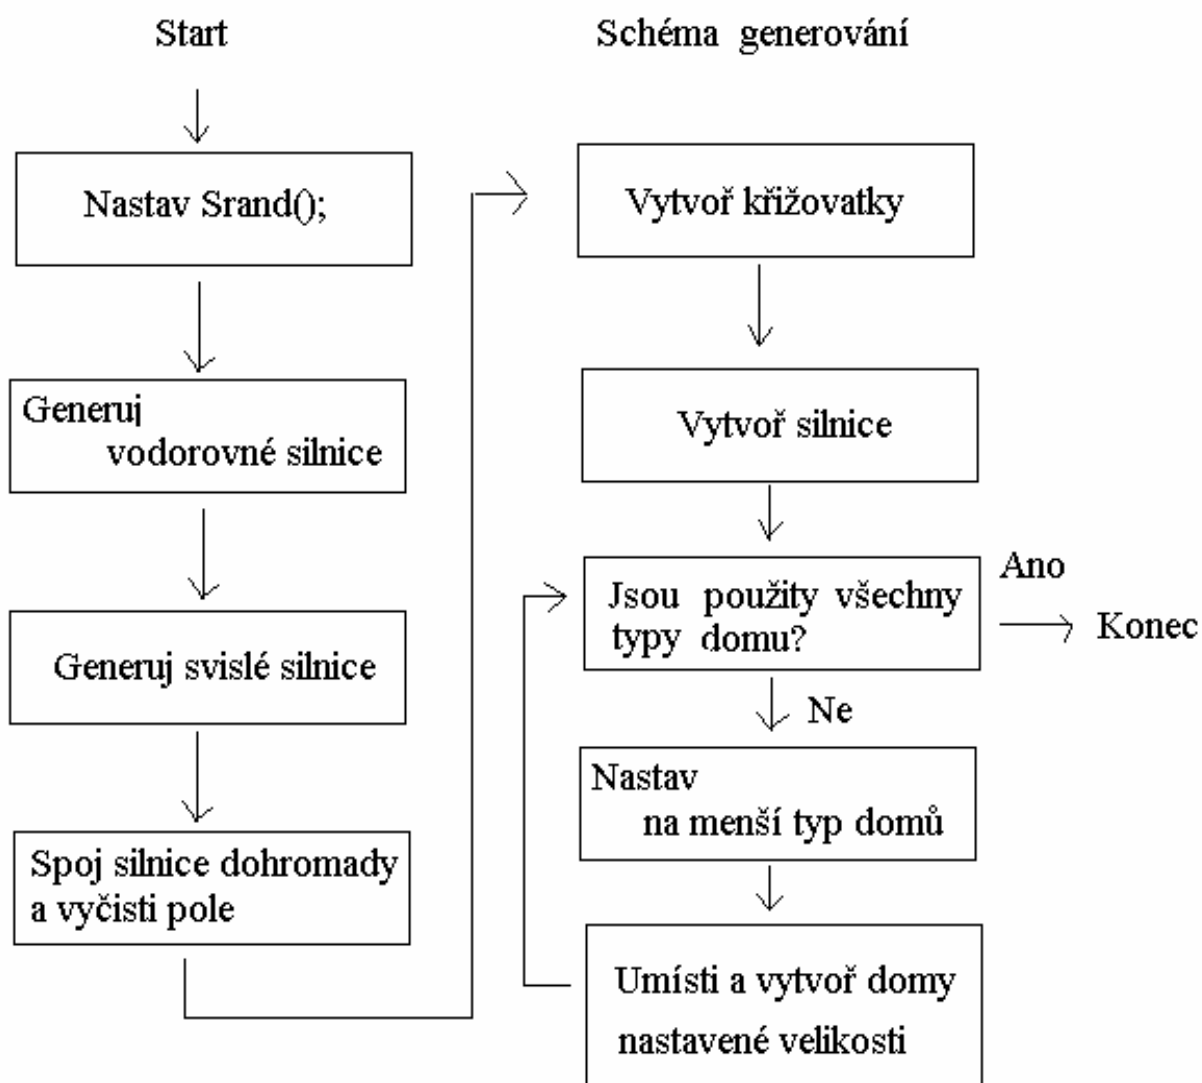 Start
Schéma generování
Nastav Srand();
Generuj
vodorovné silnice
Generuj svislé silnice
Spoj silnice dohromady
a vyčisti pole
Vytvoř křižovatky
Vytvoř silnice
Jsou použity všechny
typy domu?
Ano
Konec
Ne
Nastav
na menší typ domů
Umísti a vytvoř domy
nastavené velikosti